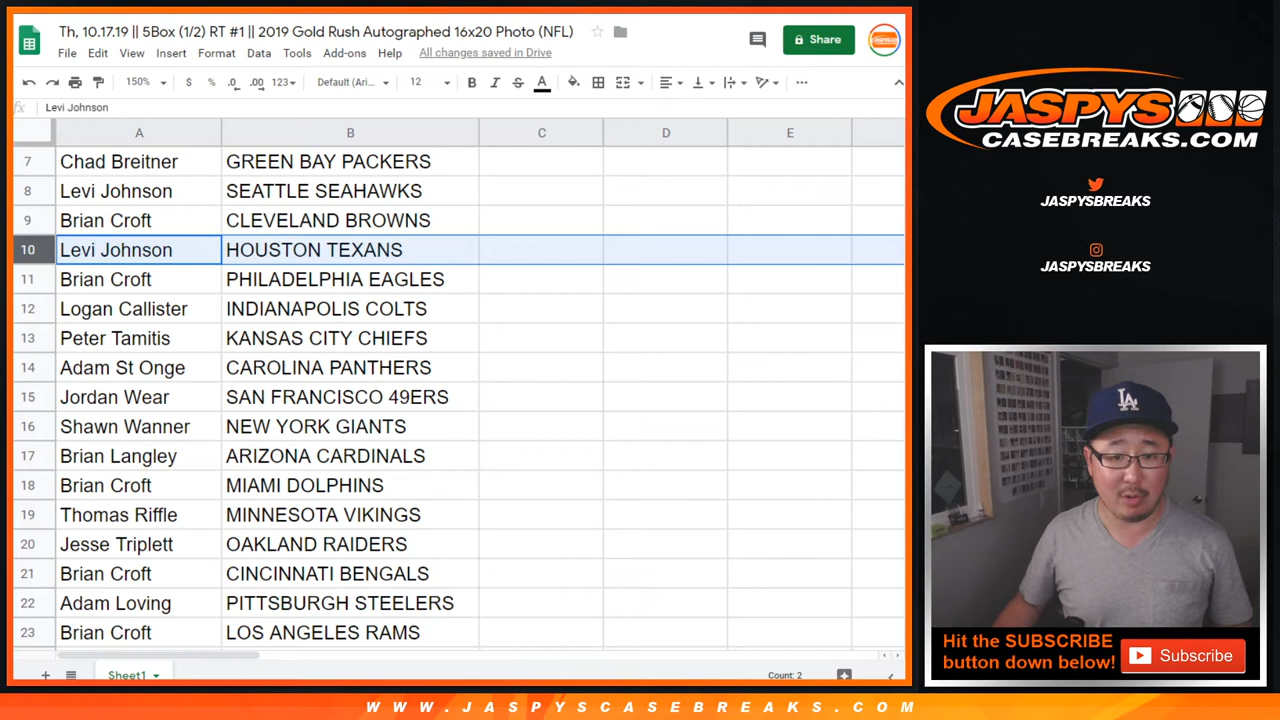 Th, 10.17.19 || 5Box (1/2) RT #1 || 2019 Gold Rush Autographed 16x20 Photo (NFL)
File Edit View Insert Format Data Tools Add-ons Help All changes saved in Drive
Share
150% $ % .0 .00 123 Default (Ari... 12 B I S A
fx Levi Johnson
A B C D E
7 Chad Breitner GREEN BAY PACKERS
8 Levi Johnson SEATTLE SEAHAWKS
9 Brian Croft CLEVELAND BROWNS
10 Levi Johnson HOUSTON TEXANS
11 Brian Croft PHILADELPHIA EAGLES
12 Logan Callister INDIANAPOLIS COLTS
13 Peter Tamitis KANSAS CITY CHIEFS
14 Adam St Onge CAROLINA PANTHERS
15 Jordan Wear SAN FRANCISCO 49ERS
16 Shawn Wanner NEW YORK GIANTS
17 Brian Langley ARIZONA CARDINALS
18 Brian Croft MIAMI DOLPHINS
19 Thomas Riffle MINNESOTA VIKINGS
20 Jesse Triplett OAKLAND RAIDERS
21 Brian Croft CINCINNATI BENGALS
22 Adam Loving PITTSBURGH STEELERS
23 Brian Croft LOS ANGELES RAMS
Sheet1
Count: 2
JASPYS
CASEBREAKS.COM
JASPYSBREAKS
JASPYSBREAKS
LA
Hit the SUBSCRIBE
button down below!
Subscribe
WWW.JASPYSCASEBREAKS.COM